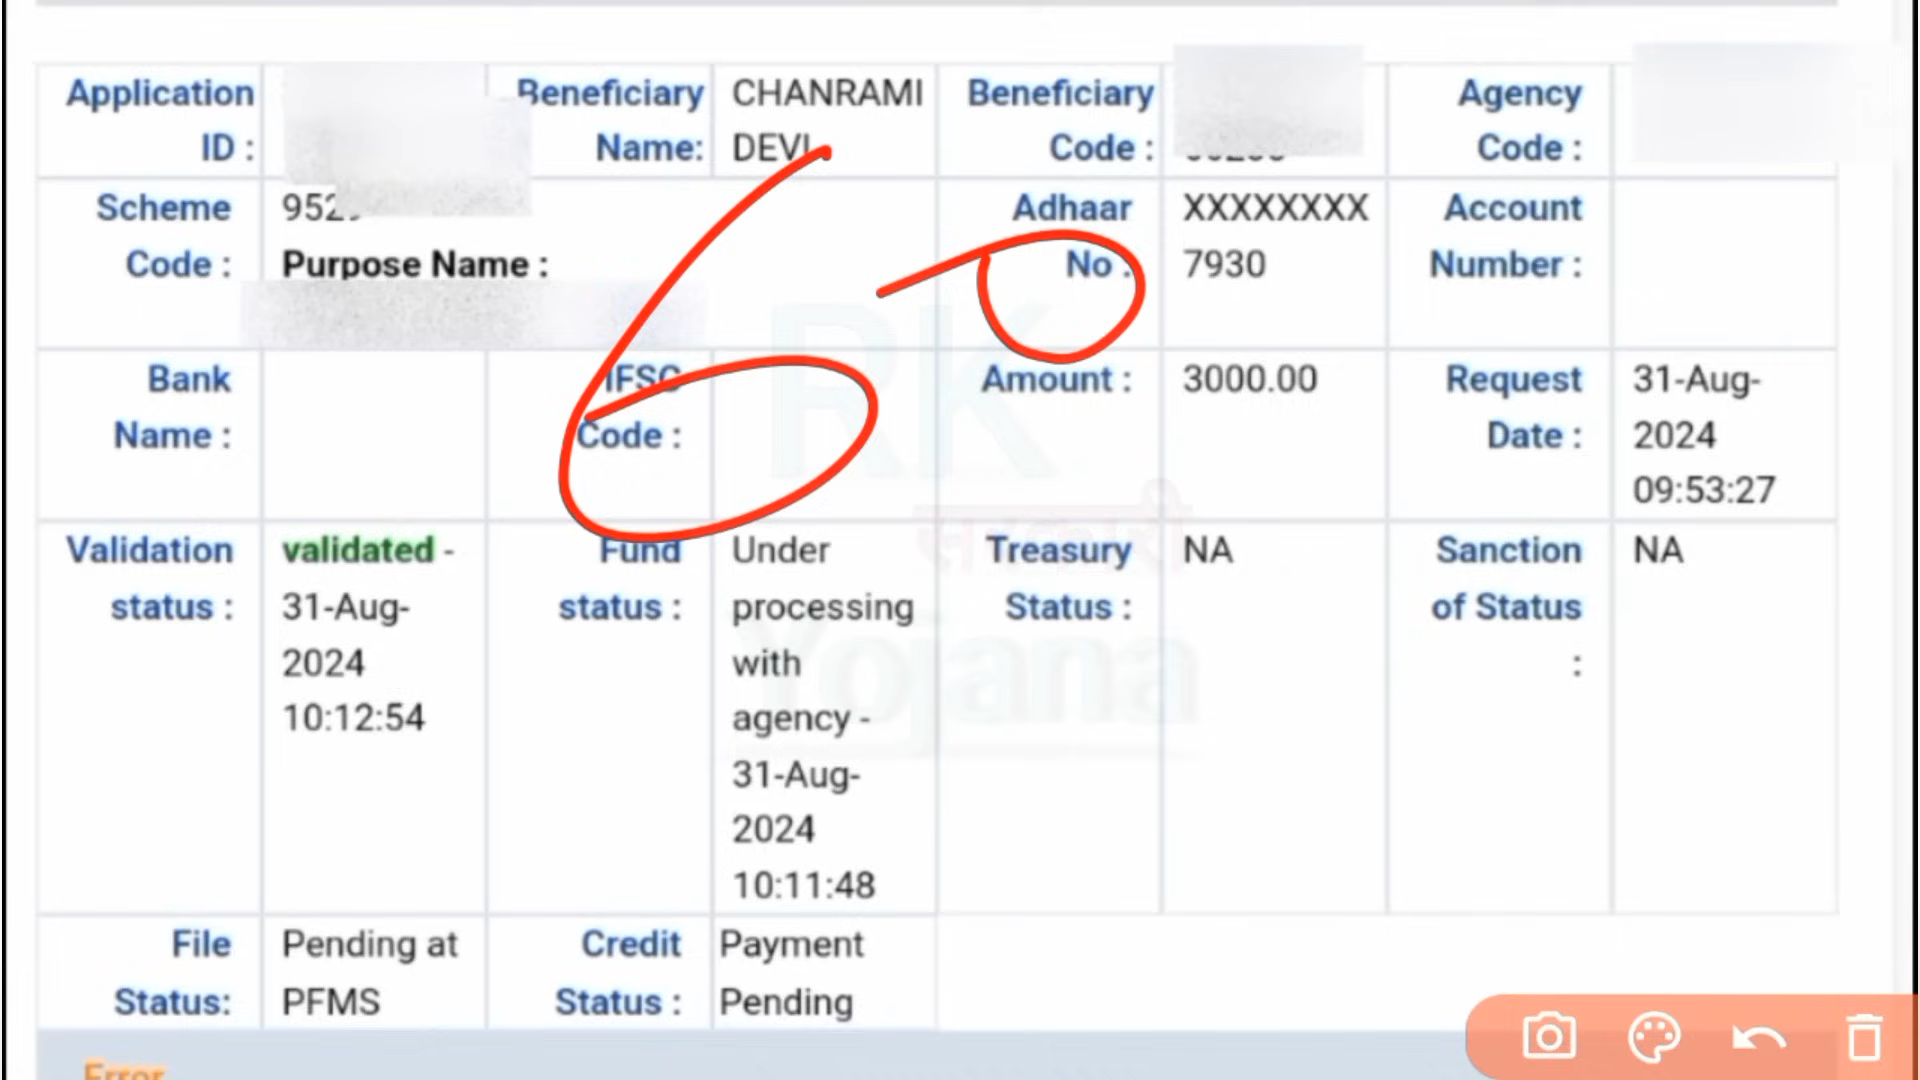 Application ID :
Beneficiary Name:
CHANRAMI DEVI
Beneficiary Code :
Agency Code :
Scheme Code :
Purpose Name :
Adhaar No :
XXXXXXXX
7930
Account Number :
Bank Name :
IFSC Code :
Amount :
3000.00
Request Date :
31-Aug-
2024
09:53:27
Validation status :
validated -
31-Aug-
2024
10:12:54
Fund status :
Under
processing
with
agency -
31-Aug-
2024
10:11:48
Treasury Status :
NA
Sanction of Status :
NA
File Status:
Pending at
PFMS
Credit Status :
Payment
Pending
Error
RK
सरकारी
Yojana